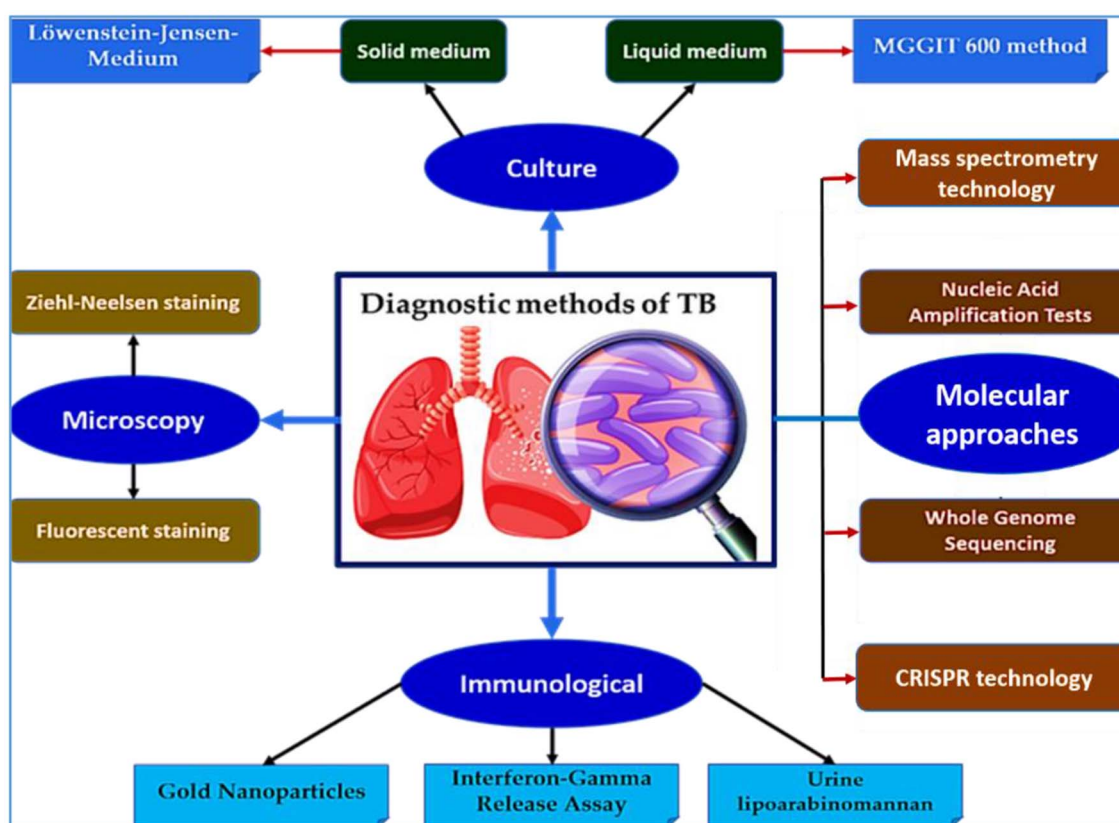 Löwenstein-Jensen-
Medium
Solid medium
Liquid medium
MGGIT 600 method
Culture
Mass spectrometry
technology
Ziehl-Neelsen staining
Diagnostic methods of TB
Nucleic Acid
Amplification Tests
Microscopy
Molecular
approaches
Fluorescent staining
Whole Genome
Sequencing
Immunological
CRISPR technology
Gold Nanoparticles
Interferon-Gamma
Release Assay
Urine
lipoarabinomannan